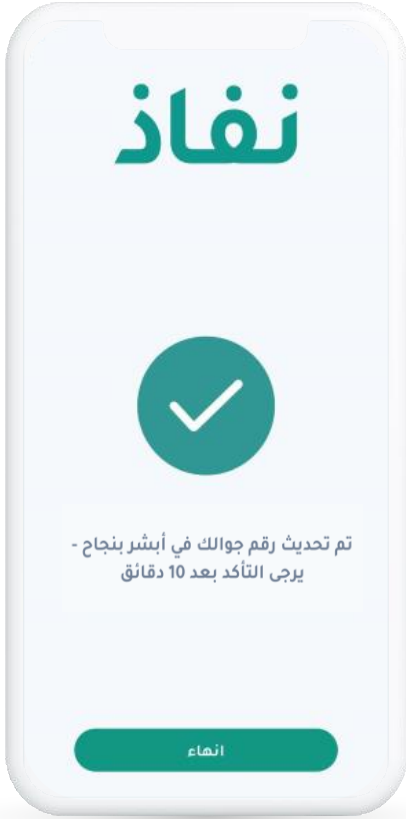 نفاذ
تم تحديث رقم جوالك في أبشر بنجاح -
يرجى التأكد بعد 10 دقائق
انهاء